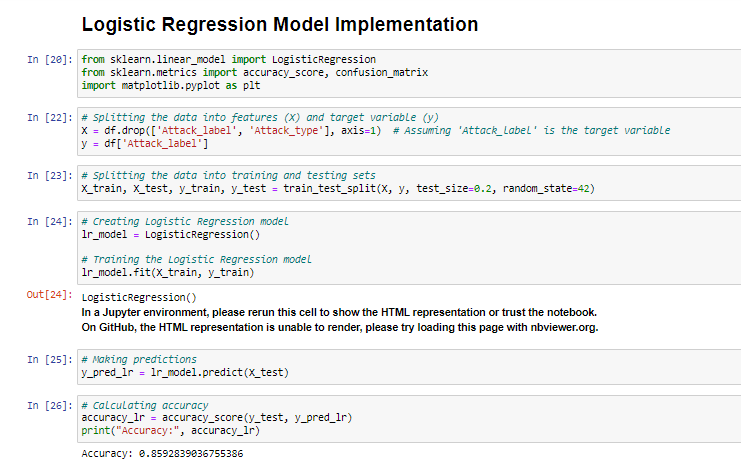 Logistic Regression Model Implementation
In [20]: from sklearn.linear_model import LogisticRegression
from sklearn.metrics import accuracy_score, confusion_matrix
import matplotlib.pyplot as plt
In [22]: # Splitting the data into features (X) and target variable (y)
X = df.drop(['Attack_label', 'Attack_type'], axis=1)  # Assuming 'Attack_label' is the target variable
y = df['Attack_label']
In [23]: # Splitting the data into training and testing sets
X_train, X_test, y_train, y_test = train_test_split(X, y, test_size=0.2, random_state=42)
In [24]: # Creating Logistic Regression model
lr_model = LogisticRegression()
# Training the Logistic Regression model
lr_model.fit(X_train, y_train)
Out[24]: LogisticRegression()
In a Jupyter environment, please rerun this cell to show the HTML representation or trust the notebook.
On GitHub, the HTML representation is unable to render, please try loading this page with nbviewer.org.
In [25]: # Making predictions
y_pred_lr = lr_model.predict(X_test)
In [26]: # Calculating accuracy
accuracy_lr = accuracy_score(y_test, y_pred_lr)
print("Accuracy:", accuracy_lr)
Accuracy: 0.8592839036755386